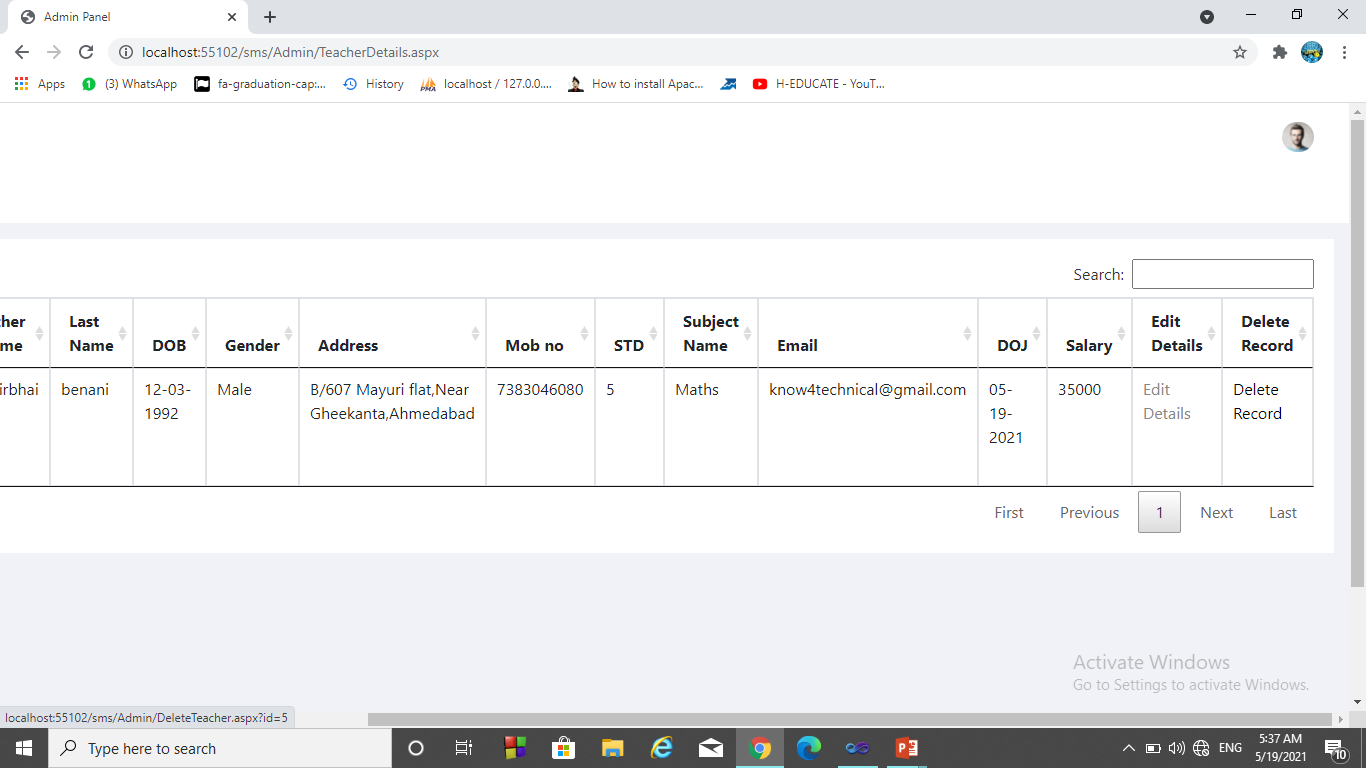 Admin Panel
localhost:55102/sms/Admin/TeacherDetails.aspx
Apps
(3) WhatsApp
fa-graduation-cap:...
History
localhost / 127.0.0....
How to install Apac...
H-EDUCATE - YouT...
Search:
cher
me
Last
Name
DOB
Gender
Address
Mob no
STD
Subject
Name
Email
DOJ
Salary
Edit
Details
Delete
Record
irbhai
benani
12-03-
1992
Male
B/607 Mayuri flat,Near
Gheekanta,Ahmedabad
7383046080
5
Maths
know4technical@gmail.com
05-
19-
2021
35000
Edit
Details
Delete
Record
First
Previous
1
Next
Last
Activate Windows
Go to Settings to activate Windows.
localhost:55102/sms/Admin/DeleteTeacher.aspx?id=5
Type here to search
ENG
5:37 AM
5/19/2021
10